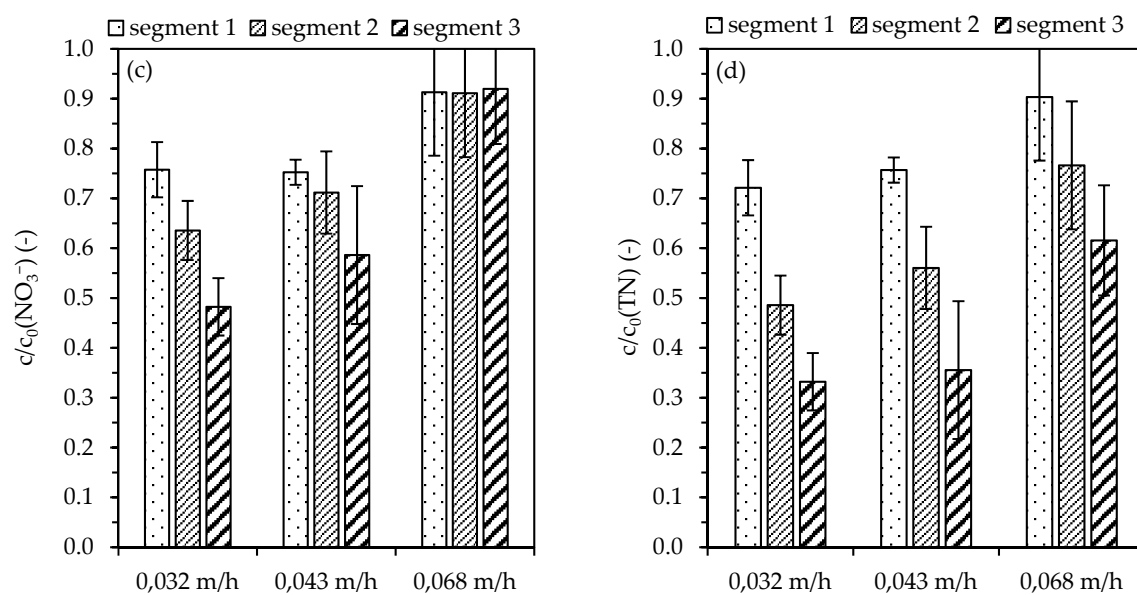 segment 1 segment 2 segment 3
(c)
c/c₀(NO₃⁻) (-)
1.0
0.9
0.8
0.7
0.6
0.5
0.4
0.3
0.2
0.1
0.0
0,032 m/h 0,043 m/h 0,068 m/h
segment 1 segment 2 segment 3
(d)
c/c₀(TN) (-)
1.0
0.9
0.8
0.7
0.6
0.5
0.4
0.3
0.2
0.1
0.0
0,032 m/h 0,043 m/h 0,068 m/h